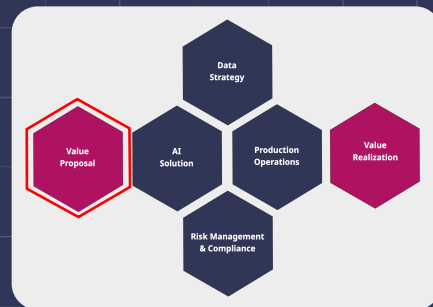 Data
Strategy
Value
Proposal
AI
Solution
Production
Operations
Value
Realization
Risk Management
& Compliance